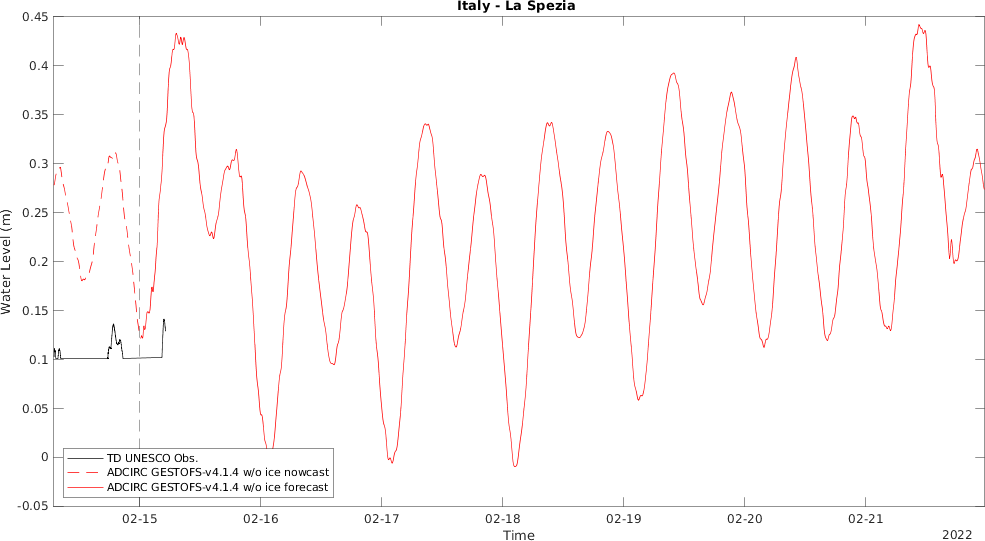 Italy - La Spezia
0.45
0.4
0.35
0.3
0.25
0.2
0.15
0.1
0.05
0
-0.05
Water Level (m)
TD UNESCO Obs.
ADCIRC GESTOFS-v4.1.4 w/o ice nowcast
ADCIRC GESTOFS-v4.1.4 w/o ice forecast
02-15 02-16 02-17 02-18 02-19 02-20 02-21
Time
2022